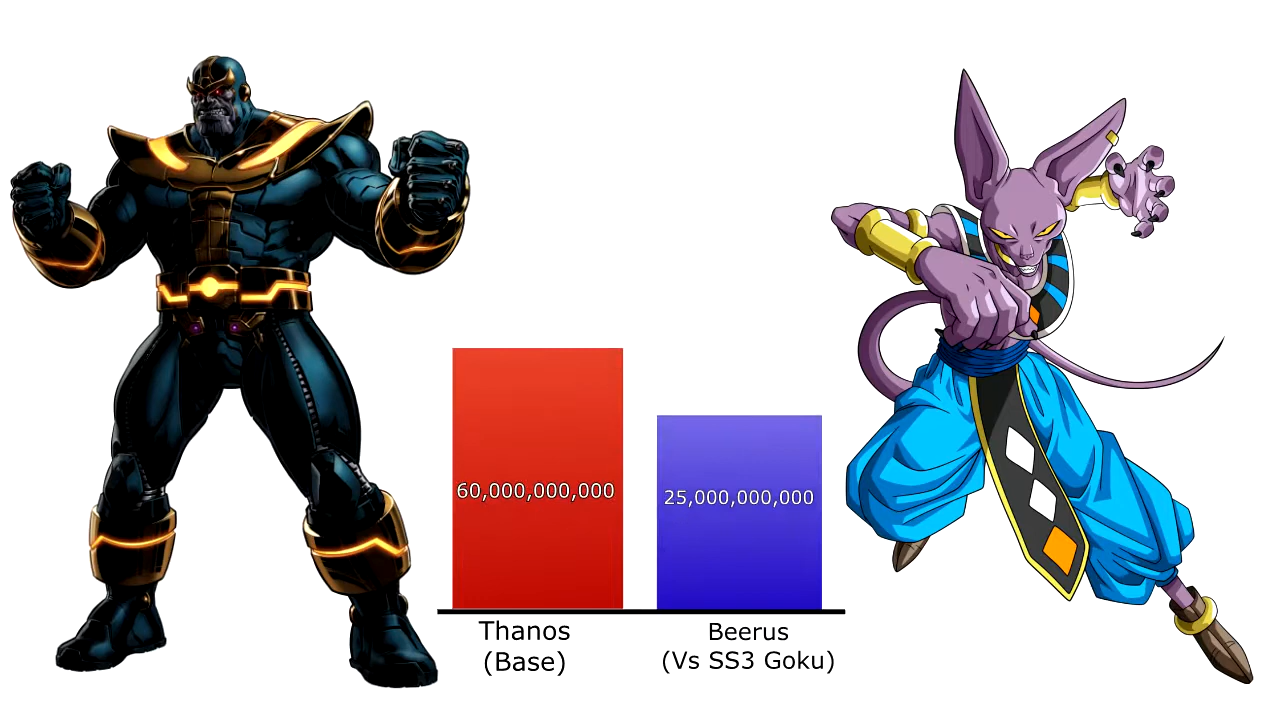 60,000,000,000
25,000,000,000
Thanos
(Base)
Beerus
(Vs SS3 Goku)